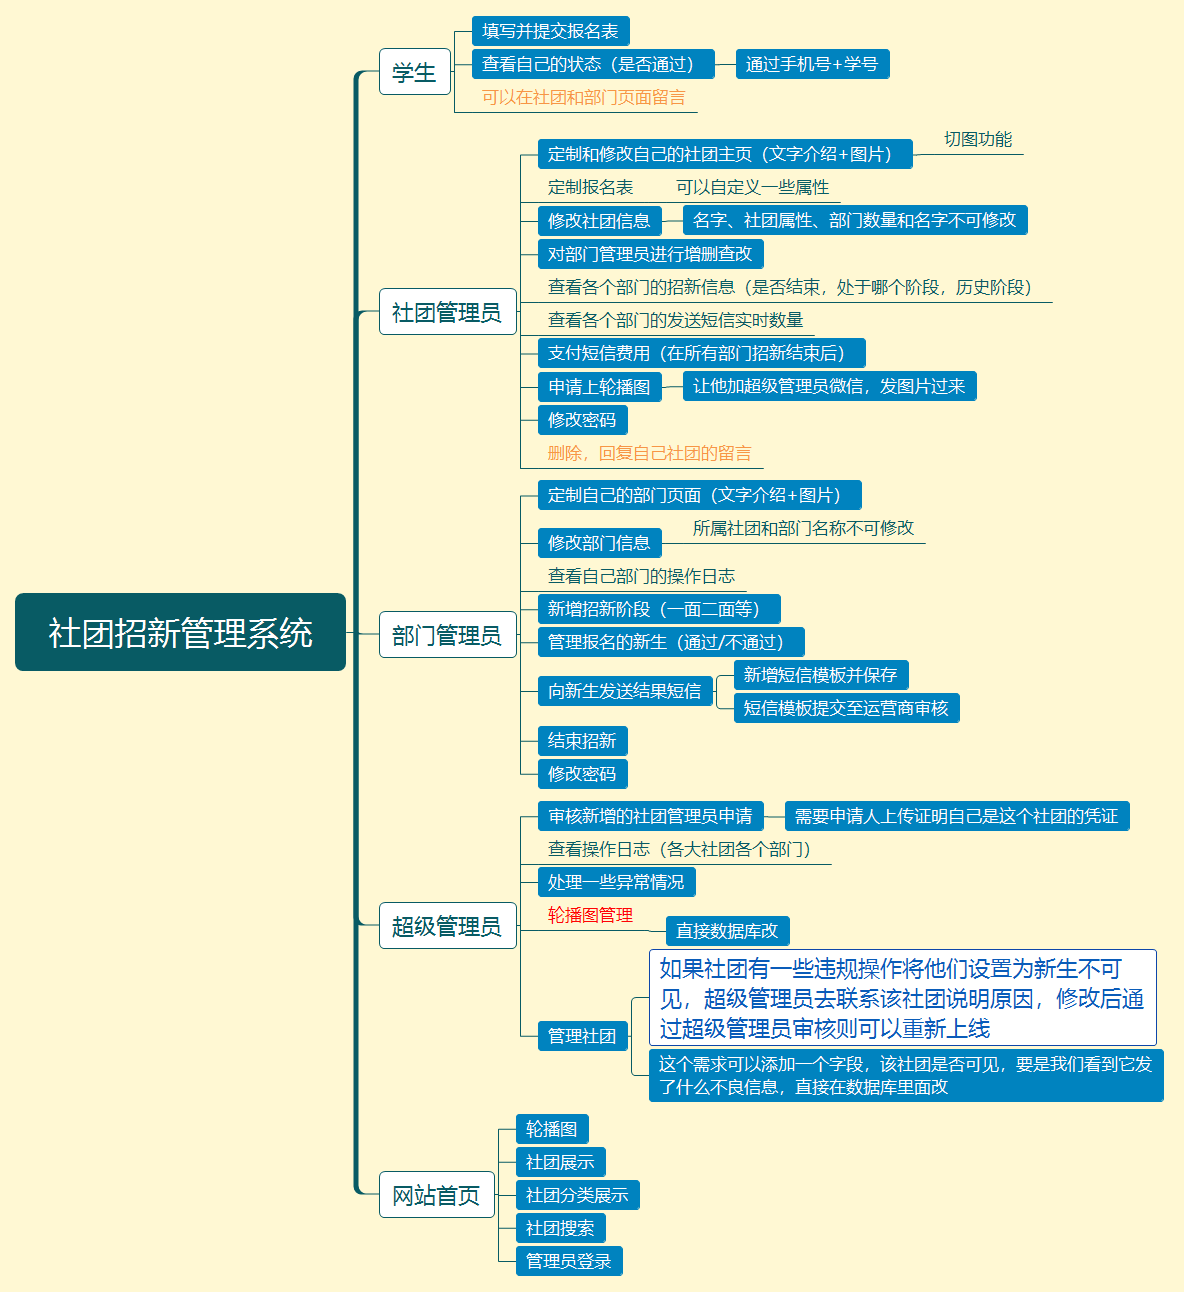 社团招新管理系统
学生
填写并提交报名表
查看自己的状态（是否通过）
通过手机号+学号
可以在社团和部门页面留言
社团管理员
定制和修改自己的社团主页（文字介绍+图片）
切图功能
定制报名表
可以自定义一些属性
修改社团信息
名字、社团属性、部门数量和名字不可修改
对部门管理员进行增删查改
查看各个部门的招新信息（是否结束，处于哪个阶段，历史阶段）
查看各个部门的发送短信实时数量
支付短信费用（在所有部门招新结束后）
申请上轮播图
让他加超级管理员微信，发图片过来
修改密码
删除，回复自己社团的留言
部门管理员
定制自己的部门页面（文字介绍+图片）
修改部门信息
所属社团和部门名称不可修改
查看自己部门的操作日志
新增招新阶段（一面二面等）
管理报名的新生（通过/不通过）
向新生发送结果短信
新增短信模板并保存
短信模板提交至运营商审核
结束招新
修改密码
超级管理员
审核新增的社团管理员申请
需要申请人上传证明自己是这个社团的凭证
查看操作日志（各大社团各个部门）
处理一些异常情况
轮播图管理
直接数据库改
管理社团
如果社团有一些违规操作将他们设置为新生不可
见，超级管理员去联系该社团说明原因，修改后通
过超级管理员审核则可以重新上线
这个需求可以添加一个字段，该社团是否可见，要是我们看到它发
了什么不良信息，直接在数据库里面改
网站首页
轮播图
社团展示
社团分类展示
社团搜索
管理员登录